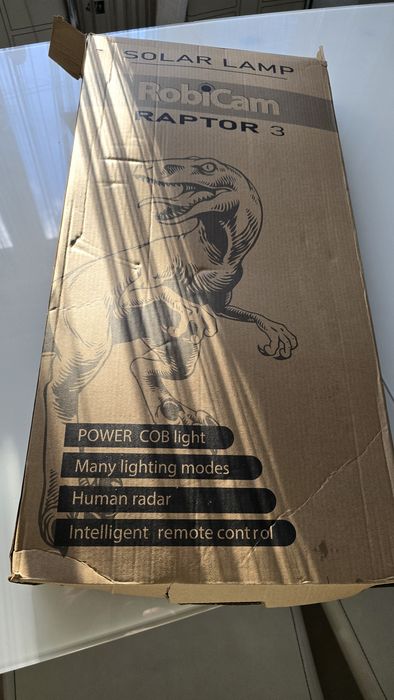 SOLAR LAMP
RobiCam
RAPTOR 3
POWER COB light
Many lighting modes
Human radar
Intelligent remote control